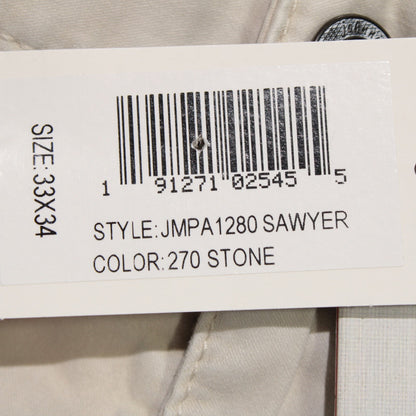 SIZE:33X34
1 91271 02545 5
STYLE:JMPA1280 SAWYER
COLOR:270 STONE